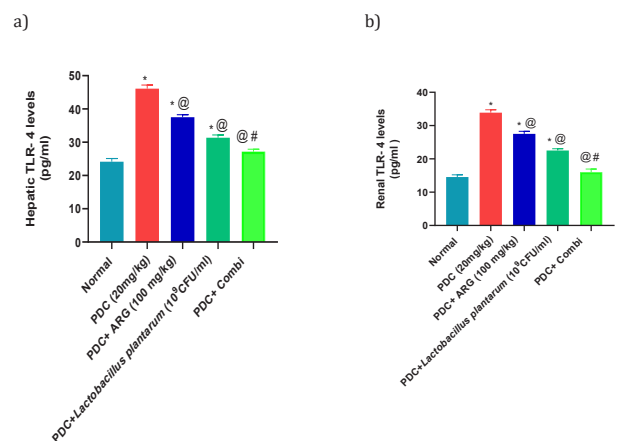 a)
b)
Hepatic TLR- 4 levels
(pg/ml)
50
40
30
20
10
0
*
* @
* @
@ #
Normal
PDC (20mg/kg)
PDC+ ARG (100 mg/kg)
PDC+Lactobacillus plantarum (10⁹CFU/ml)
PDC+ Combi
Renal TLR- 4 levels
(pg/ml )
40
30
20
10
0
*
* @
* @
@ #
Normal
PDC (20mg/kg)
PDC+ ARG (100 mg/kg)
PDC+Lactobacillus plantarum (10⁹CFU/ml)
PDC+ Combi